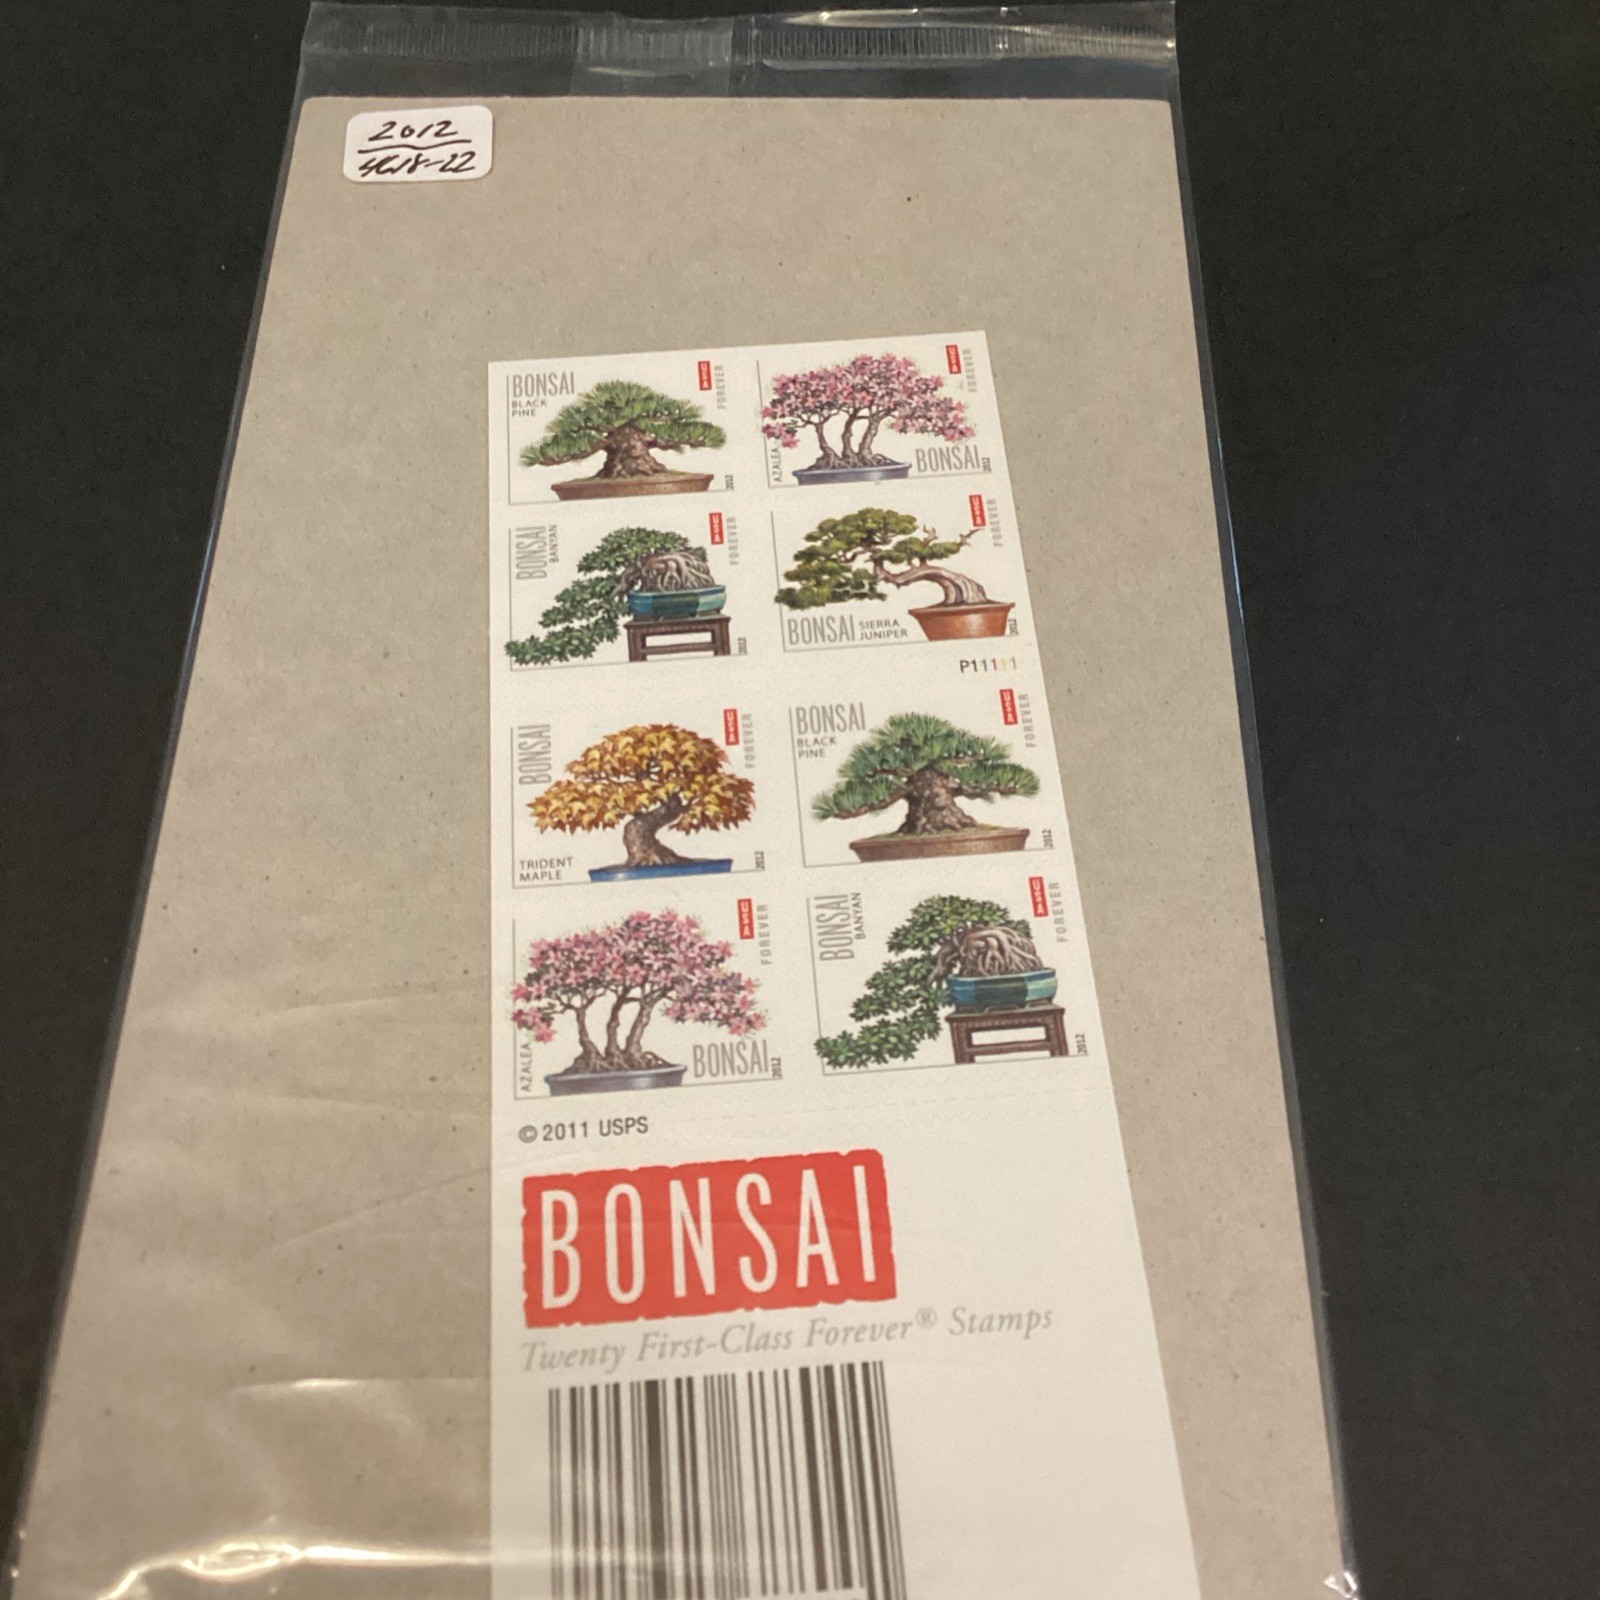 2012
4618-22
BONSAI
BLACK
PINE
USA
FOREVER
2012
AZALEA
BONSAI
USA
FOREVER
2012
BONSAI
BANYAN
USA
FOREVER
2012
BONSAI
SIERRA
JUNIPER
USA
FOREVER
2012
P11111
BONSAI
TRIDENT
MAPLE
USA
FOREVER
2012
BONSAI
BLACK
PINE
USA
FOREVER
2012
AZALEA
BONSAI
USA
FOREVER
2012
BONSAI
BANYAN
USA
FOREVER
2012
© 2011 USPS
BONSAI
Twenty First-Class Forever® Stamps